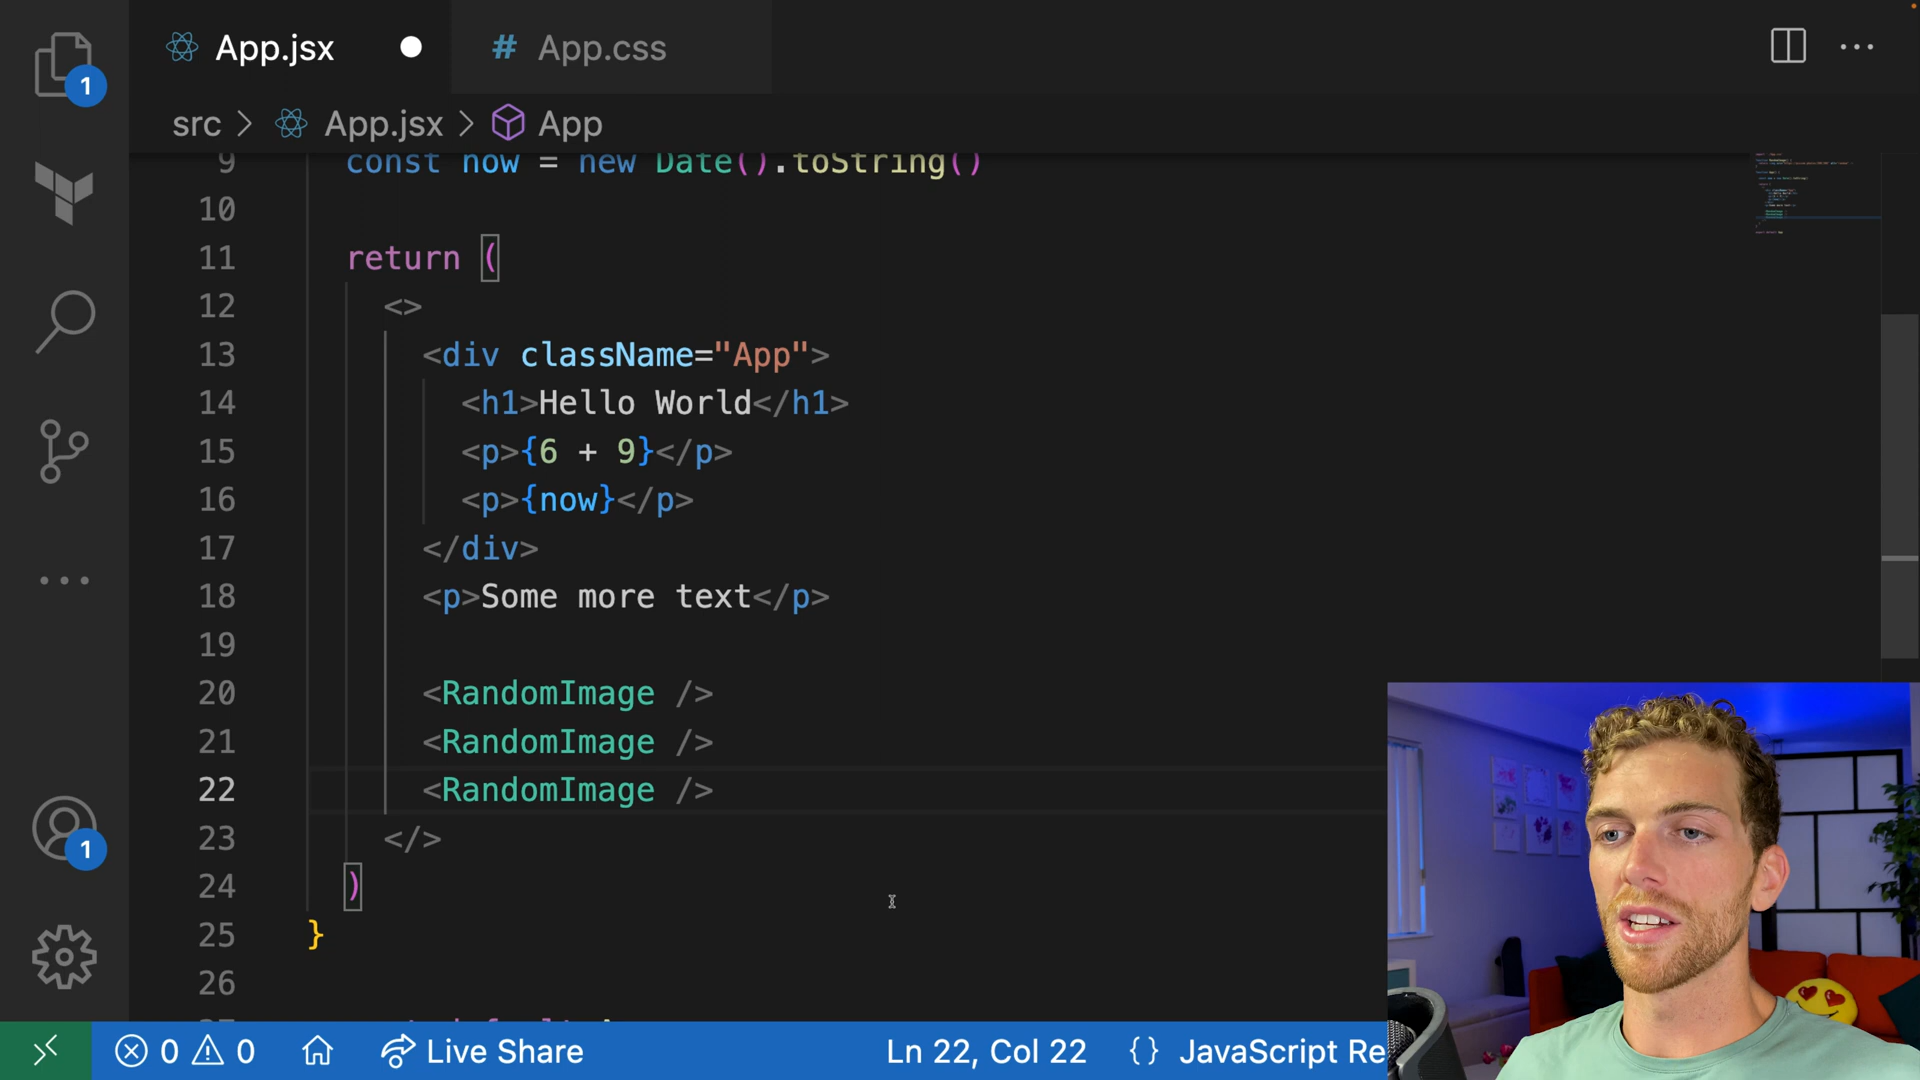 App.jsx
# App.css
1
src > App.jsx > App
9 const now = new Date().toString()
10
11 return (
12 <>
13 <div className="App">
14 <h1>Hello World</h1>
15 <p>{6 + 9}</p>
16 <p>{now}</p>
17 </div>
18 <p>Some more text</p>
19
20 <RandomImage />
21 <RandomImage />
22 <RandomImage />
23 </>
24 )
25 }
26
1
0 0 Live Share Ln 22, Col 22 {} JavaScript Re